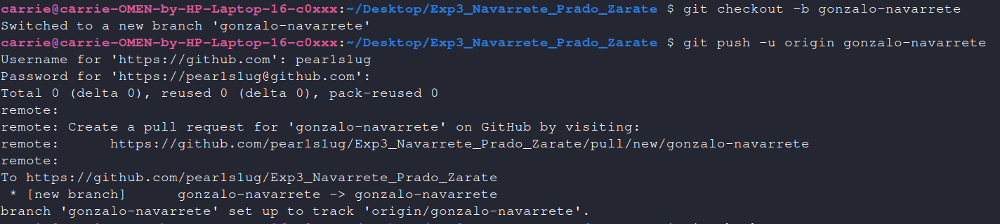 carrie@carrie-OMEN-by-HP-Laptop-16-c0xxx:~/Desktop/Exp3_Navarrete_Prado_Zarate $ git checkout -b gonzalo-navarrete
Switched to a new branch 'gonzalo-navarrete'
carrie@carrie-OMEN-by-HP-Laptop-16-c0xxx:~/Desktop/Exp3_Navarrete_Prado_Zarate $ git push -u origin gonzalo-navarrete
Username for 'https://github.com': pear1s1ug
Password for 'https://pear1s1ug@github.com':
Total 0 (delta 0), reused 0 (delta 0), pack-reused 0
remote:
remote: Create a pull request for 'gonzalo-navarrete' on GitHub by visiting:
remote:      https://github.com/pear1s1ug/Exp3_Navarrete_Prado_Zarate/pull/new/gonzalo-navarrete
remote:
To https://github.com/pear1s1ug/Exp3_Navarrete_Prado_Zarate
 * [new branch]      gonzalo-navarrete -> gonzalo-navarrete
branch 'gonzalo-navarrete' set up to track 'origin/gonzalo-navarrete'.